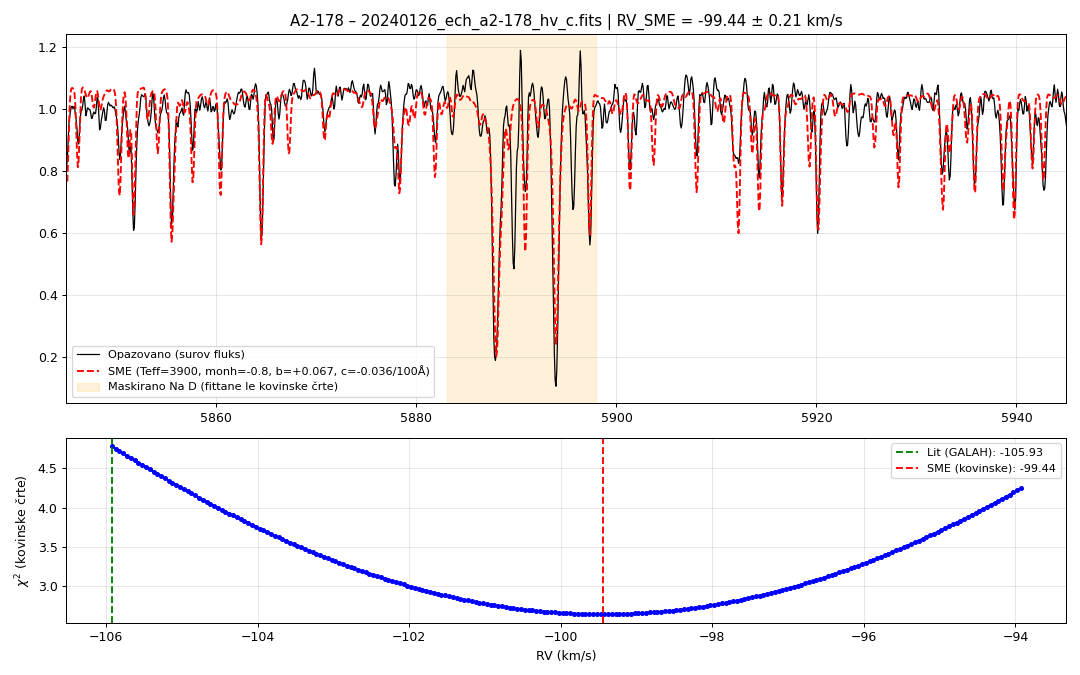 A2-178 – 20240126_ech_a2-178_hv_c.fits | RV_SME = -99.44 ± 0.21 km/s
1.2
1.0
0.8
0.6
0.4
0.2
Opazovano (surov fluks)
SME (Teff=3900, monh=-0.8, b=+0.067, c=-0.036/100Å)
Maskirano Na D (fittane le kovinske črte)
5860 5880 5900 5920 5940
χ² (kovinske črte)
4.5
4.0
3.5
3.0
Lit (GALAH): -105.93
SME (kovinske): -99.44
−106 −104 −102 −100 −98 −96 −94
RV (km/s)